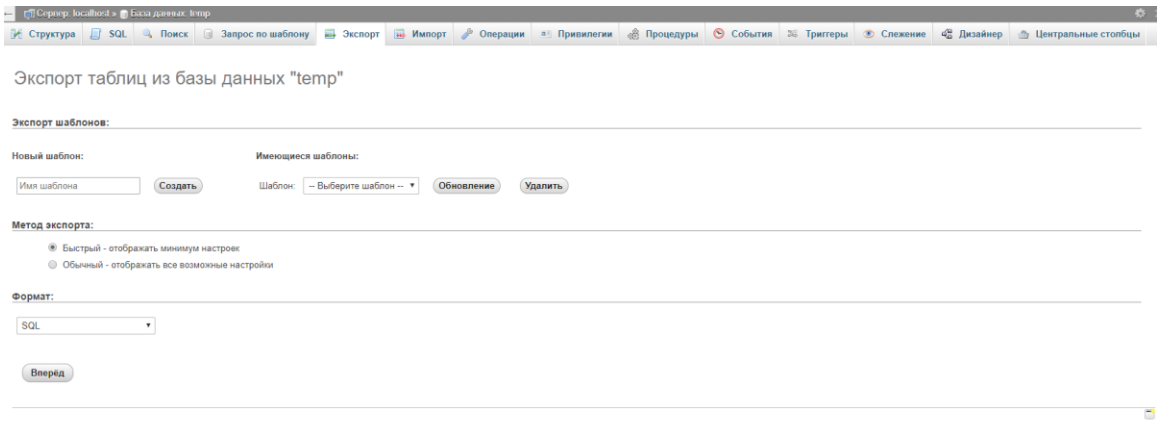 Сервер: localhost » База данных: temp
Структура SQL Поиск Запрос по шаблону Экспорт Импорт Операции Привилегии Процедуры События Триггеры Слежение Дизайнер Центральные столбцы
Экспорт таблиц из базы данных "temp"
Экспорт шаблонов:
Новый шаблон: Имеющиеся шаблоны:
Имя шаблона Создать Шаблон: -- Выберите шаблон -- Обновление Удалить
Метод экспорта:
Быстрый - отображать минимум настроек
Обычный - отображать все возможные настройки
Формат:
SQL
Вперёд